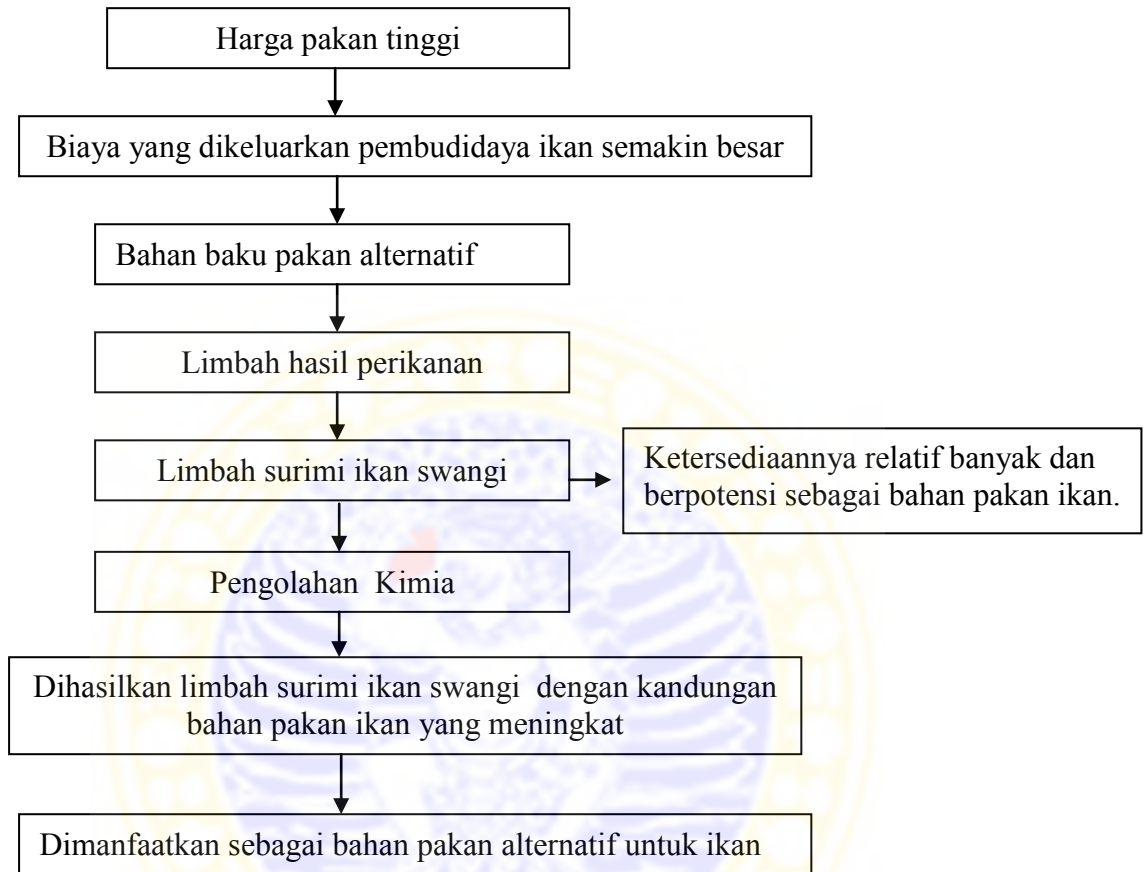 Harga pakan tinggi
Biaya yang dikeluarkan pembudidaya ikan semakin besar
Bahan baku pakan alternatif
Limbah hasil perikanan
Limbah surimi ikan swangi
Ketersediaannya relatif banyak dan
berpotensi sebagai bahan pakan ikan.
Pengolahan Kimia
Dihasilkan limbah surimi ikan swangi dengan kandungan
bahan pakan ikan yang meningkat
Dimanfaatkan sebagai bahan pakan alternatif untuk ikan